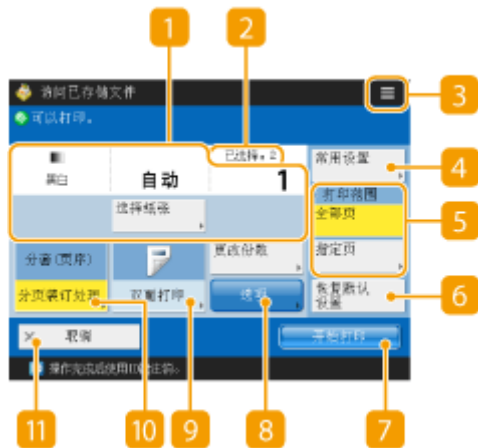 1
2
访问已存储文件
3
可以打印。
已选择:2
黑白
自动
1
常用设置
4
选择纸张
打印范围
全部页
5
更改份数
指定页
分套(页序)
分页装订处理
双面打印
选项
恢复默认
设置
6
取消
开始打印
操作完成后使用ID键注销。
11
10
9
8
7